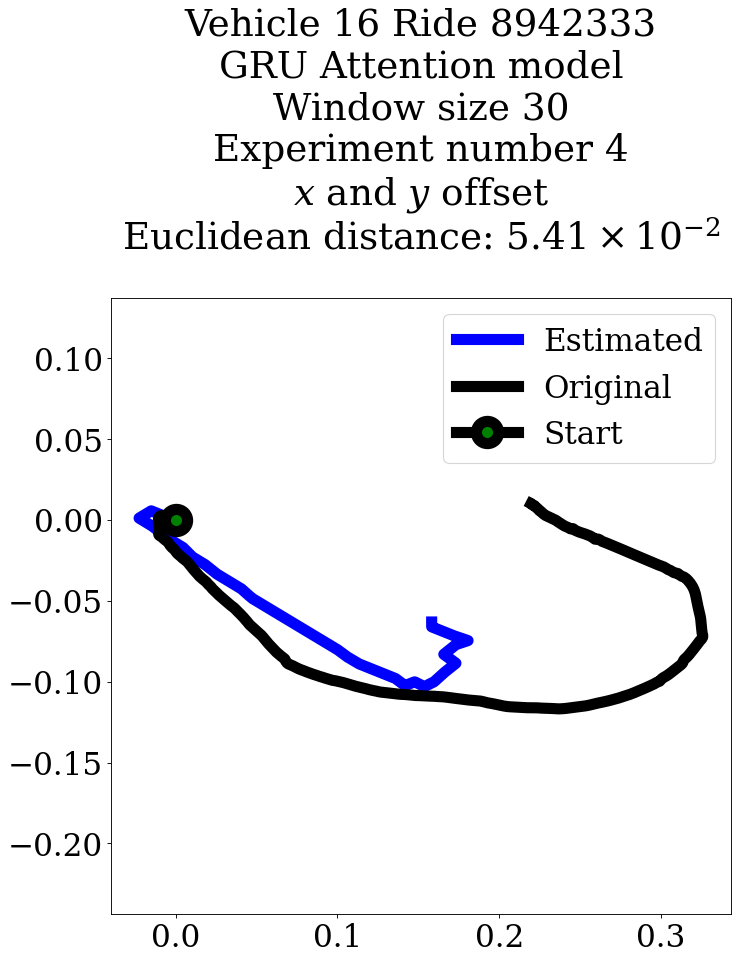 Vehicle 16 Ride 8942333
GRU Attention model
Window size 30
Experiment number 4
x and y offset
Euclidean distance: 5.41 × 10⁻²
Estimated
Original
Start
0.10
0.05
0.00
−0.05
−0.10
−0.15
−0.20
0.0 0.1 0.2 0.3